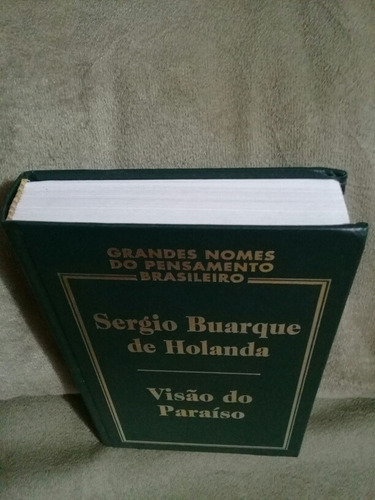 GRANDES NOMES
DO PENSAMENTO
BRASILEIRO
Sergio Buarque
de Holanda
Visão do
Paraíso